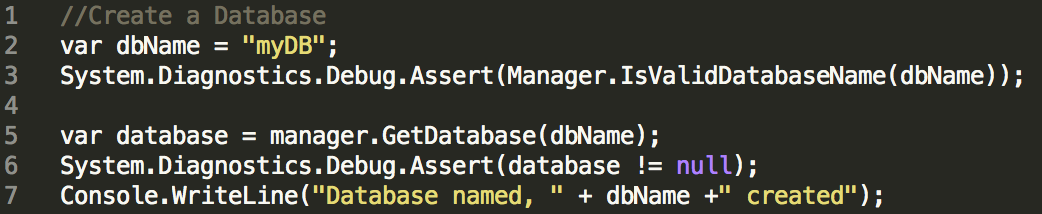 1 //Create a Database
2 var dbName = "myDB";
3 System.Diagnostics.Debug.Assert(Manager.IsValidDatabaseName(dbName));
4
5 var database = manager.GetDatabase(dbName);
6 System.Diagnostics.Debug.Assert(database != null);
7 Console.WriteLine("Database named, " + dbName +" created");